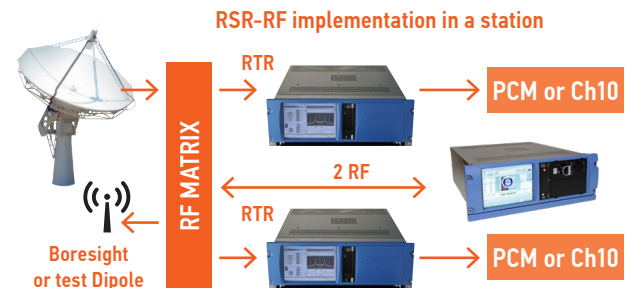 RSR-RF implementation in a station
RTR
PCM or Ch10
RF MATRIX
2 RF
RTR
Boresight
or test Dipole
PCM or Ch10